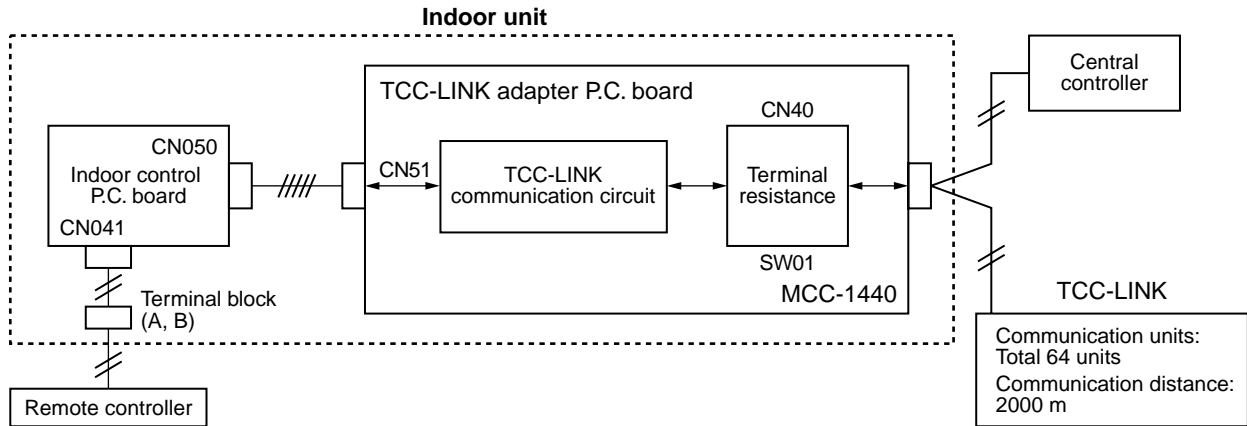 Indoor unit
TCC-LINK adapter P.C. board
CN050
Indoor control
P.C. board
CN041
CN51
TCC-LINK
communication circuit
CN40
Terminal
resistance
SW01
MCC-1440
Terminal block
(A, B)
Remote controller
Central
controller
TCC-LINK
Communication units:
Total 64 units
Communication distance:
2000 m